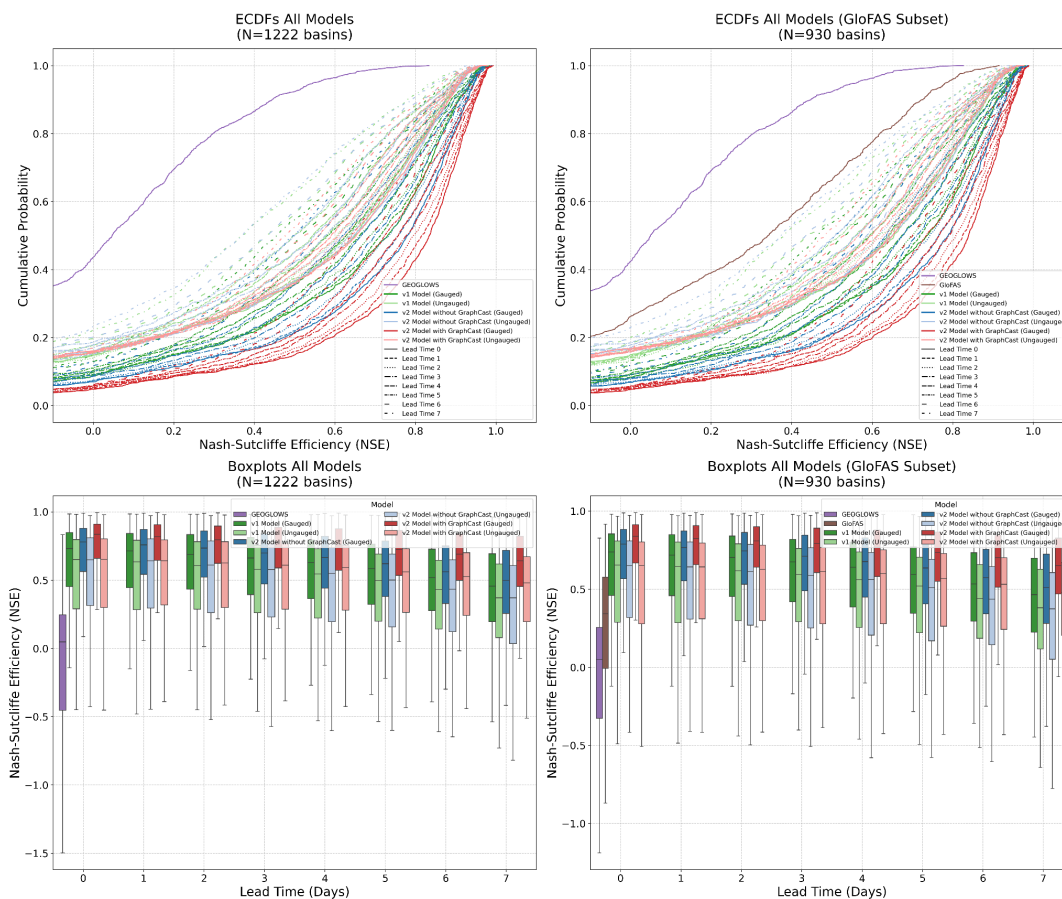 ECDFs All Models
(N=1222 basins)
Cumulative Probability
1.0
0.8
0.6
0.4
0.2
0.0
GEOGLOWS
v1 Model (Gauged)
v1 Model (Ungauged)
v2 Model without GraphCast (Gauged)
v2 Model without GraphCast (Ungauged)
v2 Model with GraphCast (Gauged)
v2 Model with GraphCast (Ungauged)
Lead Time 0
Lead Time 1
Lead Time 2
Lead Time 3
Lead Time 4
Lead Time 5
Lead Time 6
Lead Time 7
0.0 0.2 0.4 0.6 0.8 1.0
Nash-Sutcliffe Efficiency (NSE)
ECDFs All Models (GloFAS Subset)
(N=930 basins)
Cumulative Probability
1.0
0.8
0.6
0.4
0.2
0.0
GEOGLOWS
GloFAS
v1 Model (Gauged)
v1 Model (Ungauged)
v2 Model without GraphCast (Gauged)
v2 Model without GraphCast (Ungauge
v2 Model with GraphCast (Gauged)
v2 Model with GraphCast (Ungauged)
Lead Time 0
Lead Time 1
Lead Time 2
Lead Time 3
Lead Time 4
Lead Time 5
Lead Time 6
Lead Time 7
0.0 0.2 0.4 0.6 0.8 1.0
Nash-Sutcliffe Efficiency (NSE)
Boxplots All Models
(N=1222 basins)
Nash-Sutcliffe Efficiency (NSE)
1.0
0.5
0.0
−0.5
−1.0
−1.5
Model
GEOGLOWS
v1 Model (Gauged)
v1 Model (Ungauged)
v2 Model without GraphCast (Gauged)
v2 Model without GraphCast (Ungauged)
v2 Model with GraphCast (Gauged)
v2 Model with GraphCast (Ungauged)
0 1 2 3 4 5 6 7
Lead Time (Days)
Boxplots All Models (GloFAS Subset)
(N=930 basins)
Nash-Sutcliffe Efficiency (NSE)
1.0
0.5
0.0
−0.5
−1.0
Model
GEOGLOWS
GloFAS
v1 Model (Gauged)
v1 Model (Ungauged)
v2 Model without GraphCast (Gauged)
v2 Model without GraphCast (Ungauged)
v2 Model with GraphCast (Gauged)
v2 Model with GraphCast (Ungauged)
0 1 2 3 4 5 6 7
Lead Time (Days)